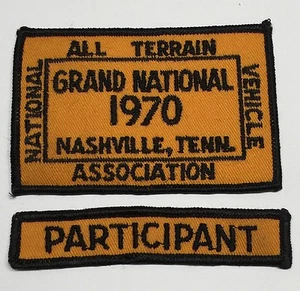 NATIONAL
ALL TERRAIN
VEHICLE
ASSOCIATION
GRAND NATIONAL
1970
NASHVILLE, TENN.
PARTICIPANT